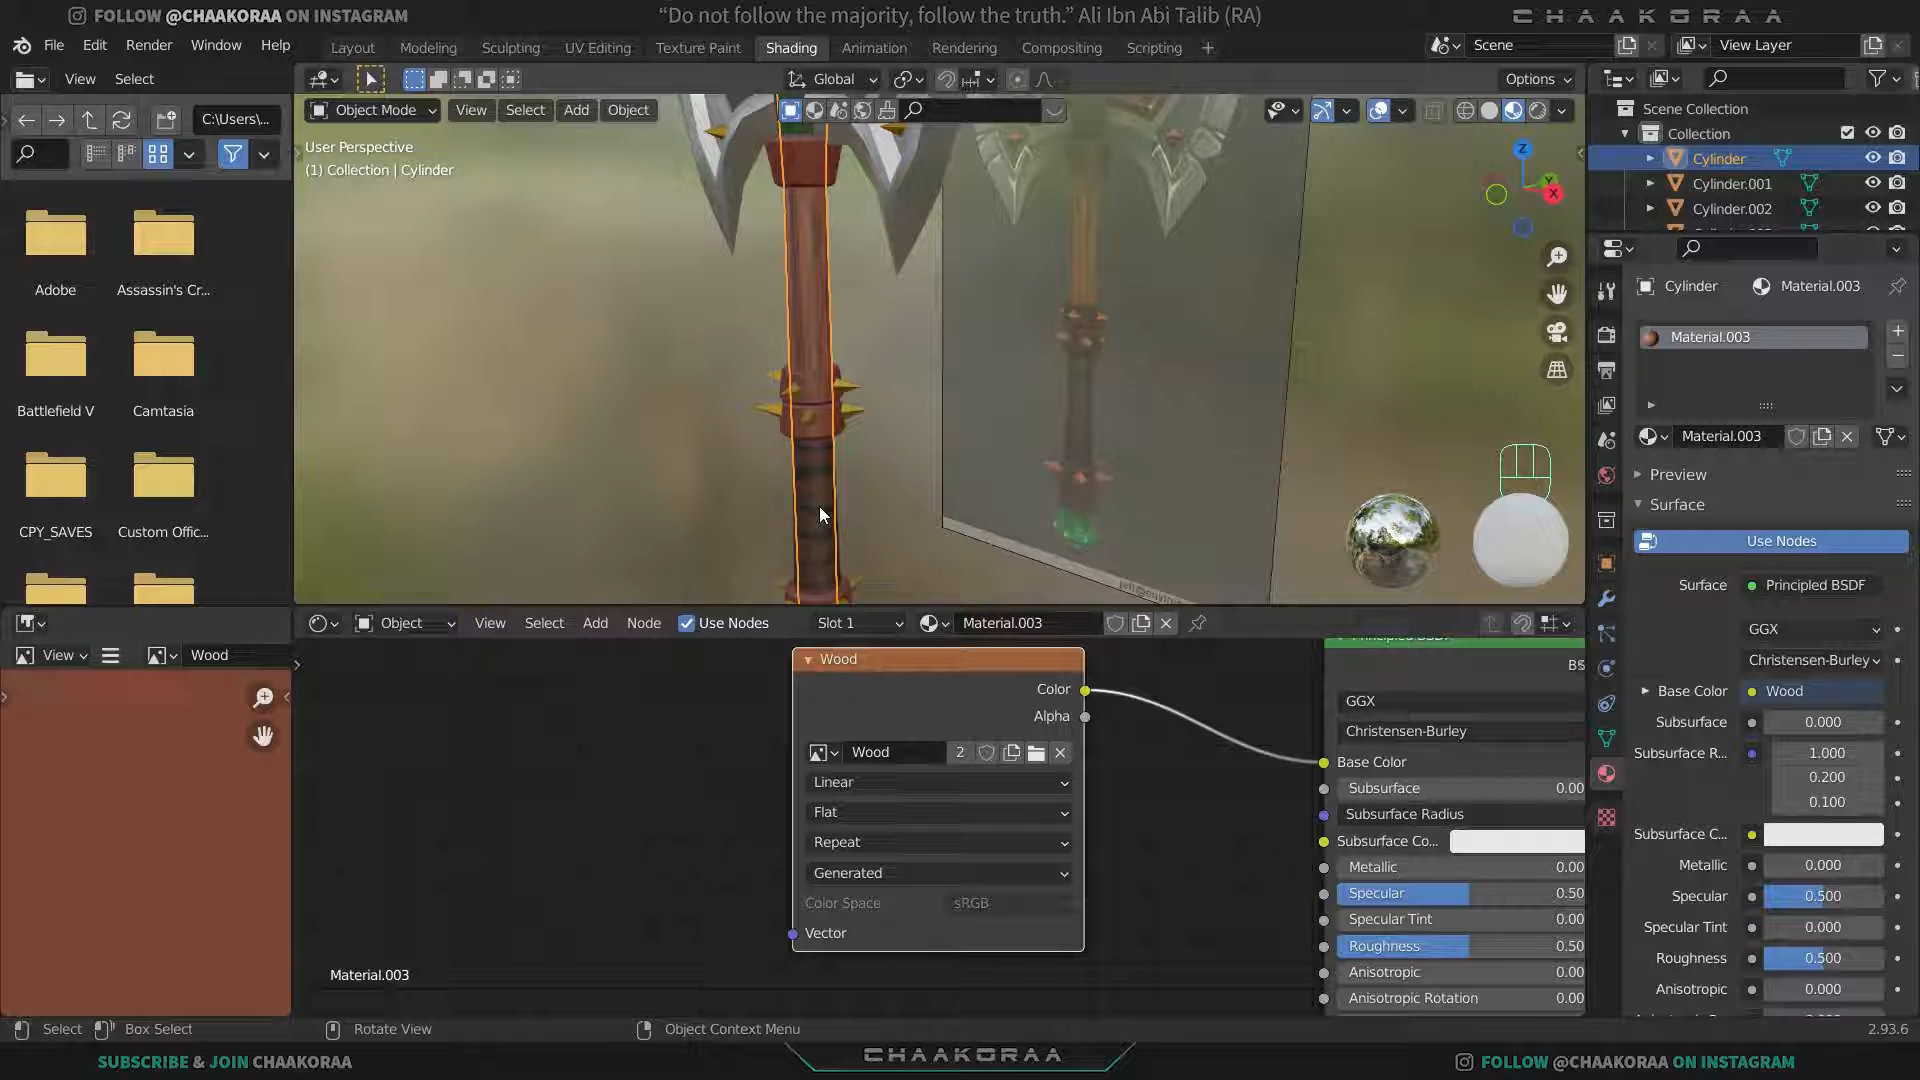 FOLLOW @CHAAKORAA ON INSTAGRAM
“Do not follow the majority, follow the truth.” Ali Ibn Abi Talib (RA)
CHAAKORAA
File Edit Render Window Help
Layout Modeling Sculpting UV Editing Texture Paint Shading Animation Rendering Compositing Scripting +
Scene
View Layer
View Select
Global
Options
C:\Users\...
Object Mode View Select Add Object
User Perspective
(1) Collection | Cylinder
Z
Y
X
Scene Collection
Collection
Cylinder
Cylinder.001
Cylinder.002
Adobe
Assassin's Cr...
Battlefield V
Camtasia
CPY_SAVES
Custom Offic...
Cylinder
Material.003
Material.003
Material.003
Preview
Surface
Use Nodes
Surface
Principled BSDF
GGX
Christensen-Burley
Base Color
Wood
Subsurface
0.000
Subsurface R...
1.000
0.200
0.100
Subsurface C...
Metallic
0.000
Specular
0.500
Specular Tint
0.000
Roughness
0.500
Anisotropic
0.000
Object View Select Add Node Use Nodes Slot 1 Material.003
View
Wood
Wood
Color
Alpha
Wood
2
Linear
Flat
Repeat
Generated
Color Space
sRGB
Vector
Material.003
BS
GGX
Christensen-Burley
Base Color
Subsurface 0.00
Subsurface Radius
Subsurface Co...
Metallic 0.00
Specular 0.50
Specular Tint 0.00
Roughness 0.50
Anisotropic 0.00
Anisotropic Rotation 0.00
Select Box Select Rotate View Object Context Menu
2.93.6
SUBSCRIBE & JOIN CHAAKORAA
CHAAKORAA
FOLLOW @CHAAKORAA ON INSTAGRAM